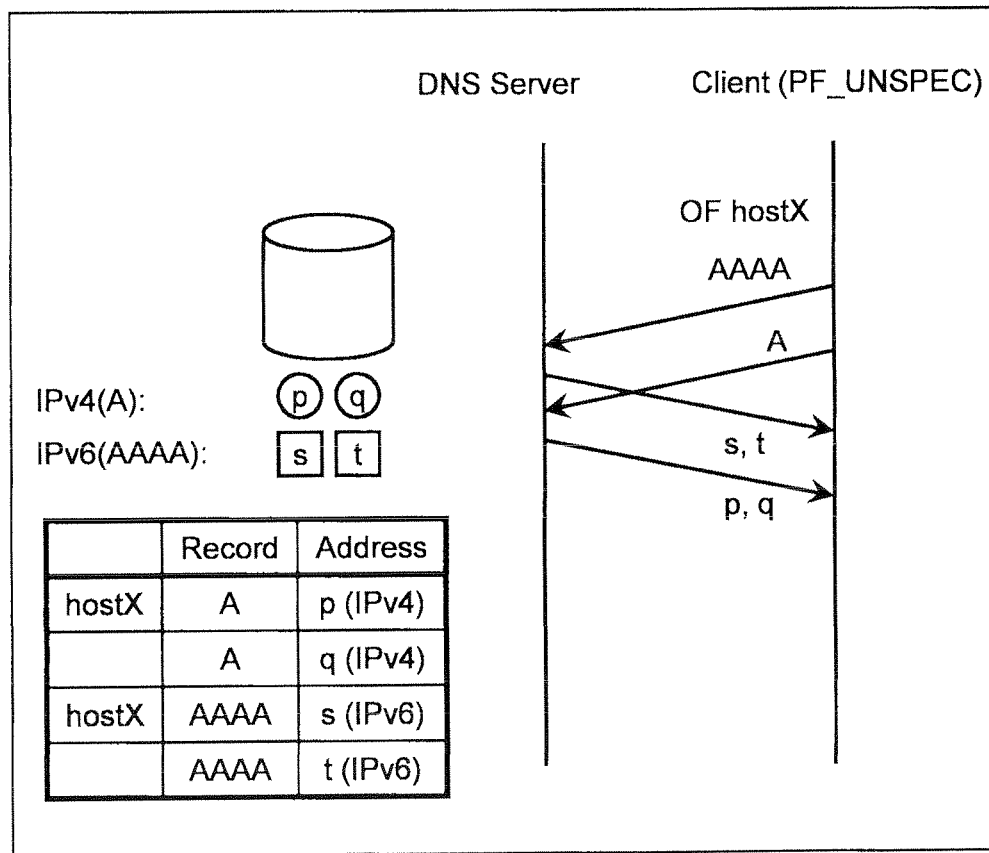 DNS Server
Client (PF_UNSPEC)
OF hostX
AAAA
A
s, t
p, q
IPv4(A): p q
IPv6(AAAA): s t
Record Address
hostX A p (IPv4)
A q (IPv4)
hostX AAAA s (IPv6)
AAAA t (IPv6)